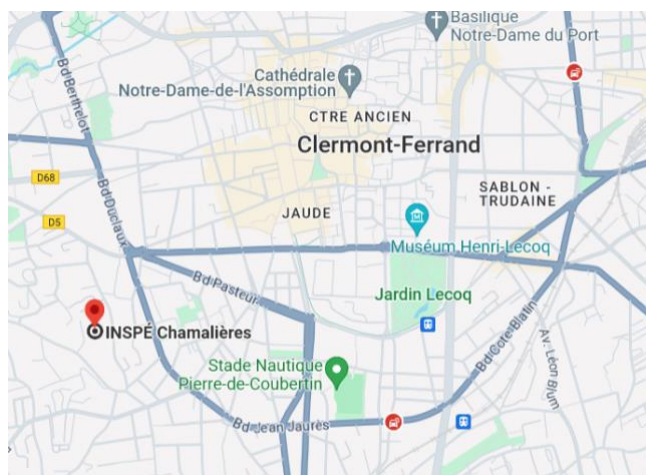 Basilique
Notre-Dame du Port
Bd Berthelot
Cathédrale
Notre-Dame-de-l'Assomption
CTRE ANCIEN
Clermont-Ferrand
D68
Bd Duclaux
SABLON -
TRUDAINE
D5
JAUDE
Muséum Henri-Lecoq
Bd Pasteur
Jardin Lecoq
INSPÉ Chamalières
Bd Cote Blatin
Av. Léon Blum
Stade Nautique
Pierre-de-Coubertin
Bd Jean Jaurès